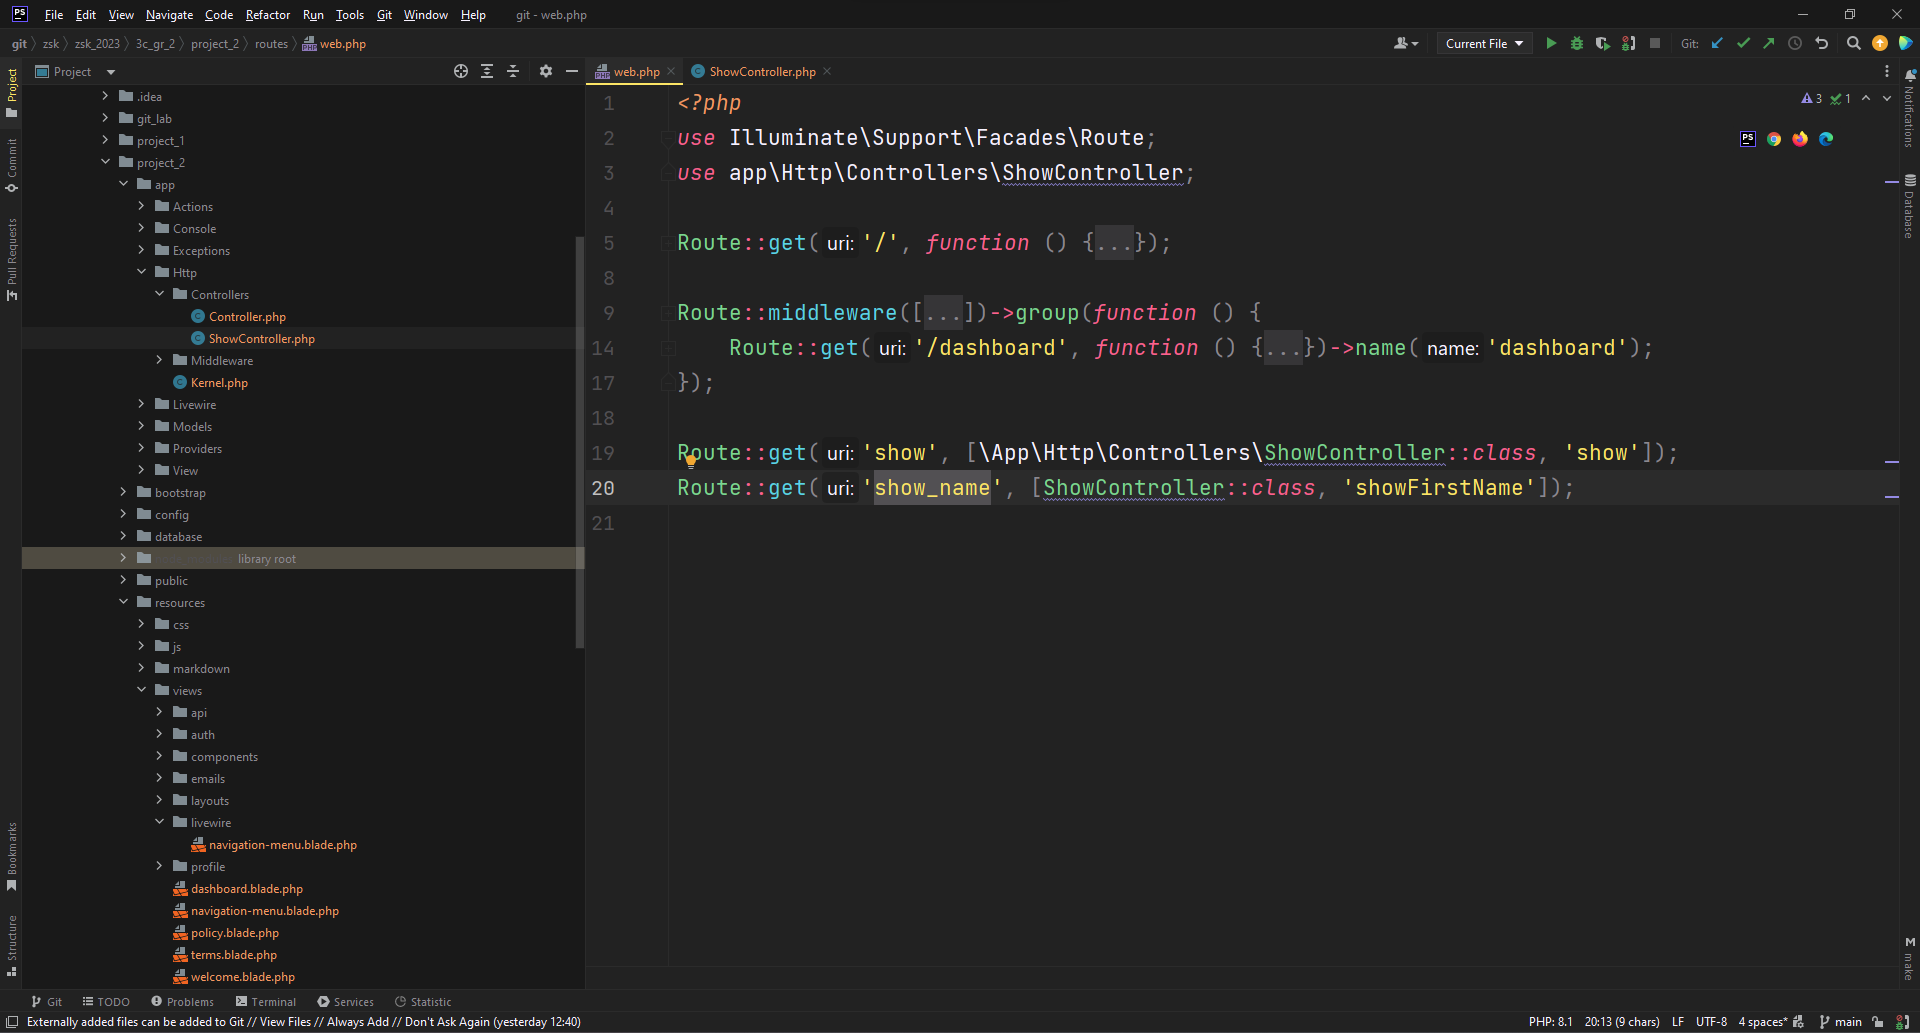 PS File Edit View Navigate Code Refactor Run Tools Git Window Help git - web.php
git zsk zsk_2023 3c_gr_2 project_2 routes web.php Current File Git:
Project
web.php ShowController.php
Project
Commit
Pull Requests
Bookmarks
Structure
.idea
git_lab
project_1
project_2
app
Actions
Console
Exceptions
Http
Controllers
Controller.php
ShowController.php
Middleware
Kernel.php
Livewire
Models
Providers
View
bootstrap
config
database
library root
public
resources
css
js
markdown
views
api
auth
components
emails
layouts
livewire
navigation-menu.blade.php
profile
dashboard.blade.php
navigation-menu.blade.php
policy.blade.php
terms.blade.php
welcome.blade.php
1 <?php
2 use Illuminate\Support\Facades\Route;
3 use app\Http\Controllers\ShowController;
4
5 Route::get( uri: '/', function () {...});
8
9 Route::middleware([...])->group(function () {
14 Route::get( uri: '/dashboard', function () {...})->name( name: 'dashboard');
17 });
18
19 Route::get( uri: 'show', [\App\Http\Controllers\ShowController::class, 'show']);
20 Route::get( uri: 'show_name', [ShowController::class, 'showFirstName']);
21
3 1
PS
Notifications
Database
M make
Git TODO Problems Terminal Services Statistic
Externally added files can be added to Git // View Files // Always Add // Don't Ask Again (yesterday 12:40) PHP: 8.1 20:13 (9 chars) LF UTF-8 4 spaces* main